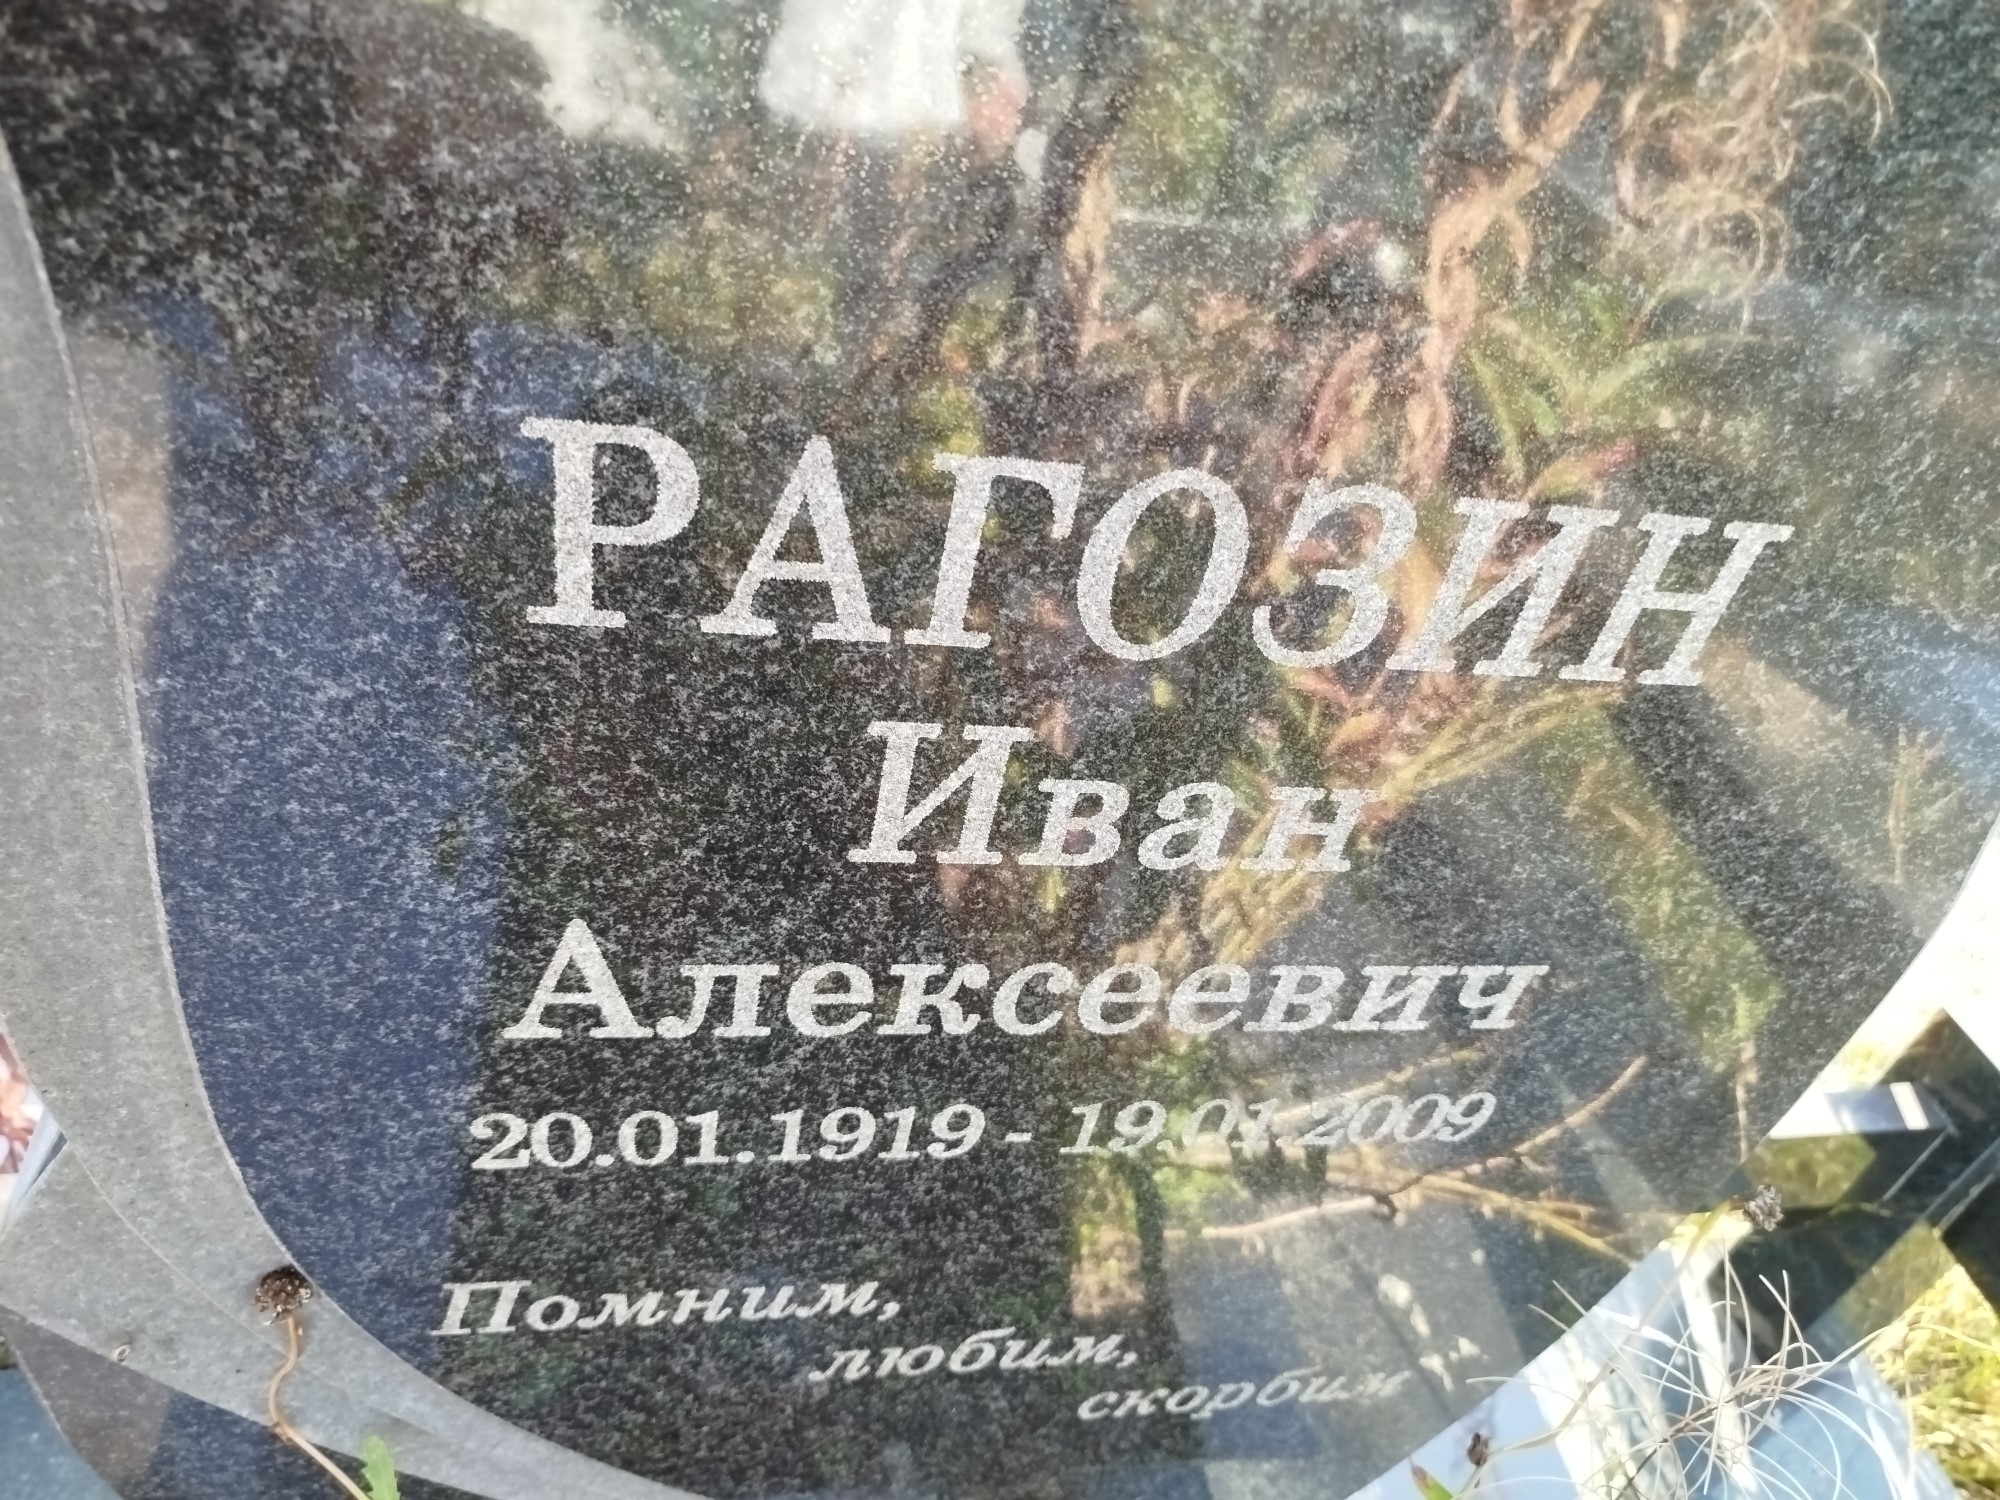 РАГОЗИН
Иван
Алексеевич
20.01.1919 - 19.01.2009
Помним,
любим,
скорбим